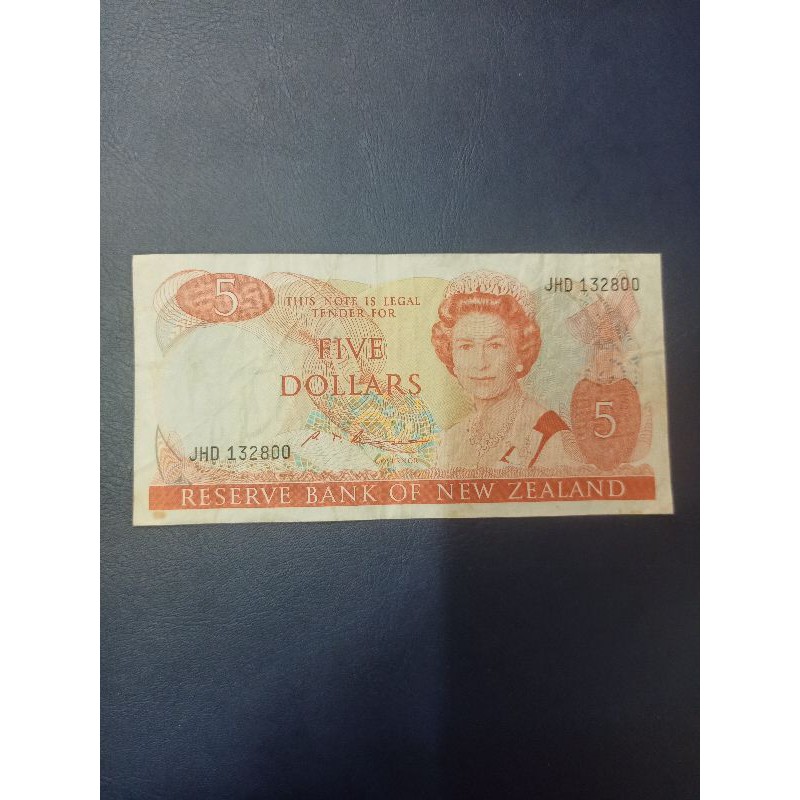 5
JHD 132800
THIS NOTE IS LEGAL
TENDER FOR
FIVE
DOLLARS
5
JHD 132800
GOVERNOR
RESERVE BANK OF NEW ZEALAND